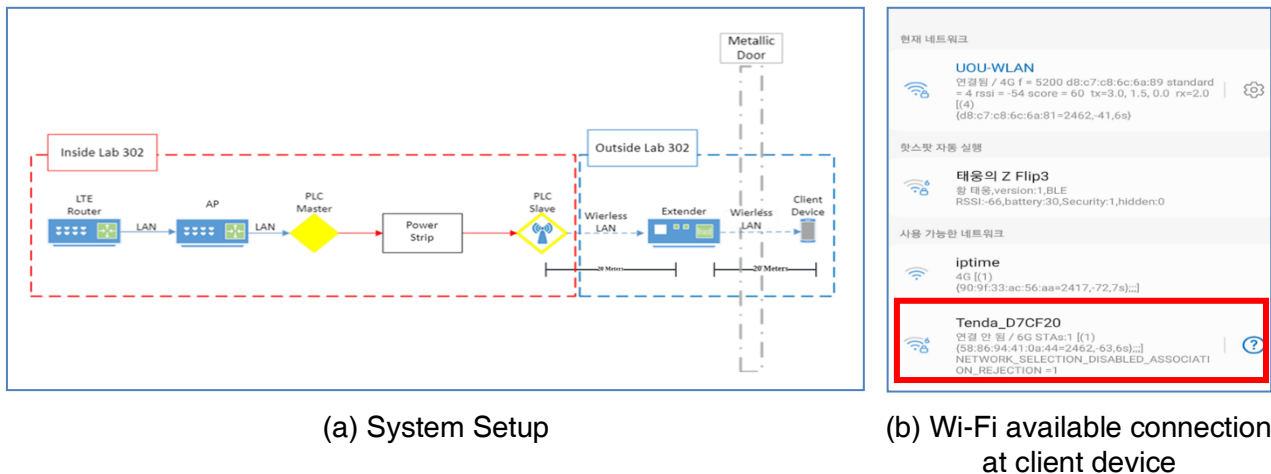 Metallic
Door
Inside Lab 302
Outside Lab 302
LTE
Router
LAN
AP
LAN
PLC
Master
Power
Strip
PLC
Slave
Wierless
LAN
Extender
Wierless
LAN
Client
Device
20 Meters
20 Meters
(a) System Setup
현재 네트워크
UOU-WLAN
연결됨 / 4G f = 5200 d8:c7:c8:6c:6a:89 standard
= 4 rssi = -54 score = 60 tx=3.0, 1.5, 0.0 rx=2.0
[(4)
{d8:c7:c8:6c:6a:81=2462,-41,6s}
핫스팟 자동 실행
태웅의 Z Flip3
황 태웅,version:1,BLE
RSSI:-66,battery:30,Security:1,hidden:0
사용 가능한 네트워크
iptime
4G [(1)
{90:9f:33:ac:56:aa=2417,-72,7s};;;]
Tenda_D7CF20
연결 안 됨 / 6G STAs:1 [(1)
{58:86:94:41:0a:44=2462,-63,6s};;;]
NETWORK_SELECTION_DISABLED_ASSOCIATI
ON_REJECTION =1
(b) Wi-Fi available connection
at client device